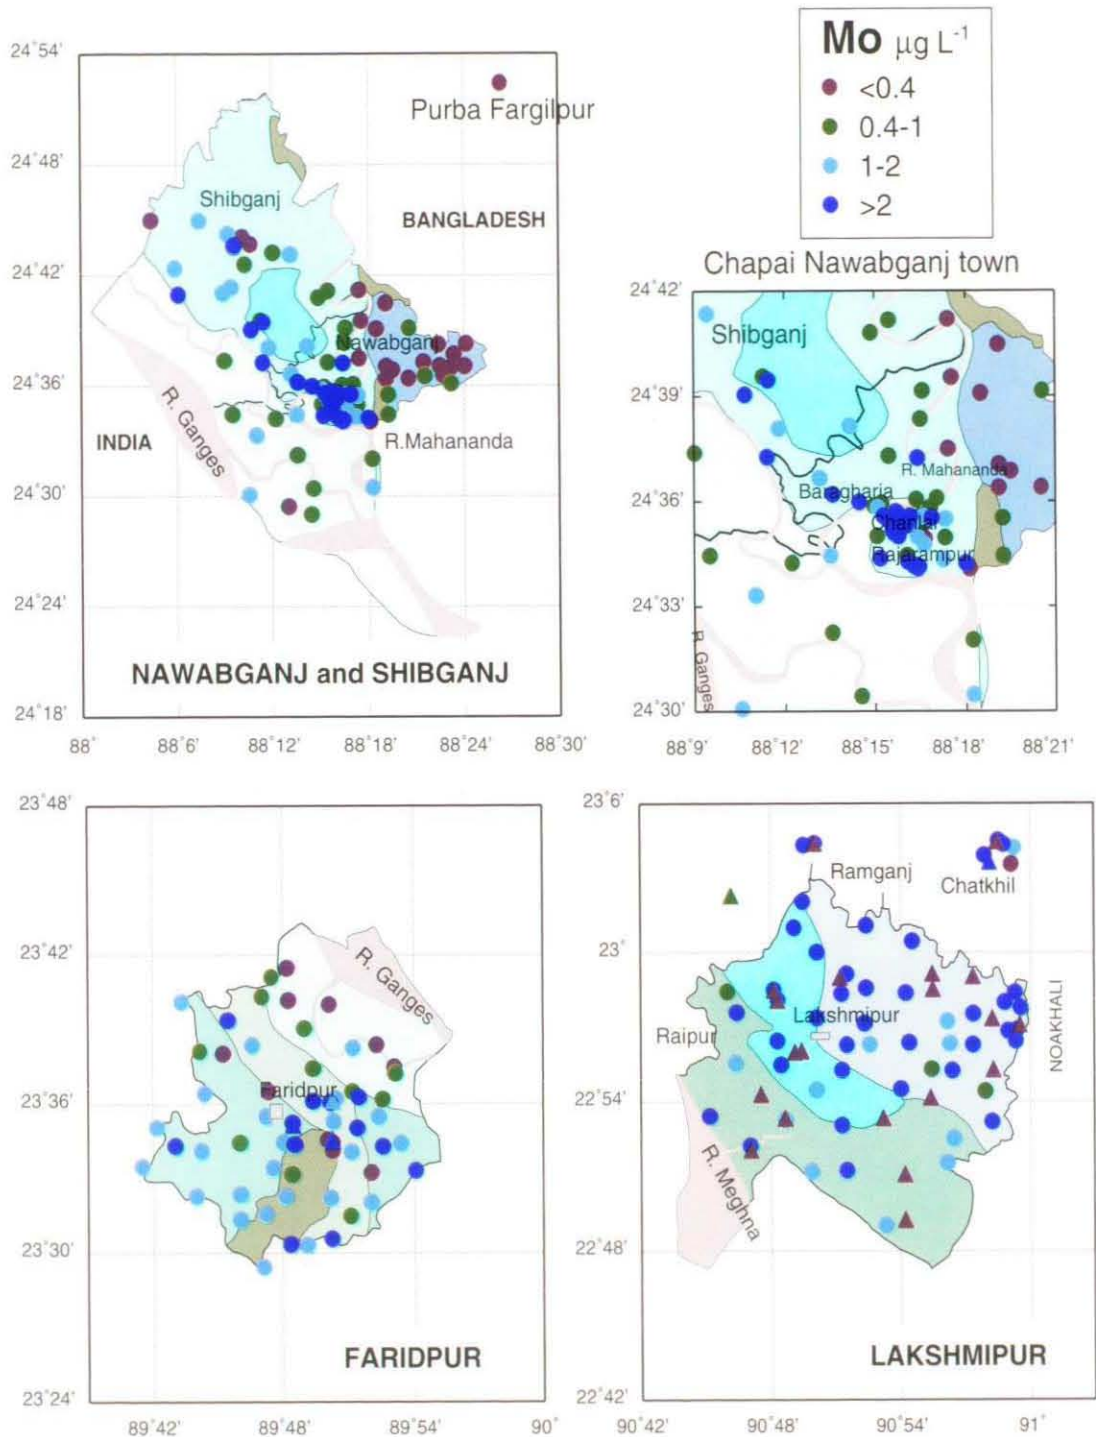 24˚54'
24˚48'
24˚42'
24˚36'
24˚30'
24˚24'
24˚18'
88˚
88˚6'
88˚12'
88˚18'
88˚24'
88˚30'
Purba Fargilpur
Shibganj
BANGLADESH
Nawabganj
R. Ganges
INDIA
R.Mahananda
NAWABGANJ and SHIBGANJ
Mo µg L⁻¹
<0.4
0.4-1
1-2
>2
Chapai Nawabganj town
24˚42'
24˚39'
24˚36'
24˚33'
24˚30'
88˚9'
88˚12'
88˚15'
88˚18'
88˚21'
Shibganj
R. Mahananda
Baragharia
Chanlai
Rajarampur
R. Ganges
23˚48'
23˚42'
23˚36'
23˚30'
23˚24'
89˚42'
89˚48'
89˚54'
90˚
R. Ganges
Faridpur
FARIDPUR
23˚6'
23˚
22˚54'
22˚48'
22˚42'
90˚42'
90˚48'
90˚54'
91˚
Ramganj
Chatkhil
Lakshmipur
Raipur
NOAKHALI
R. Meghna
LAKSHMIPUR